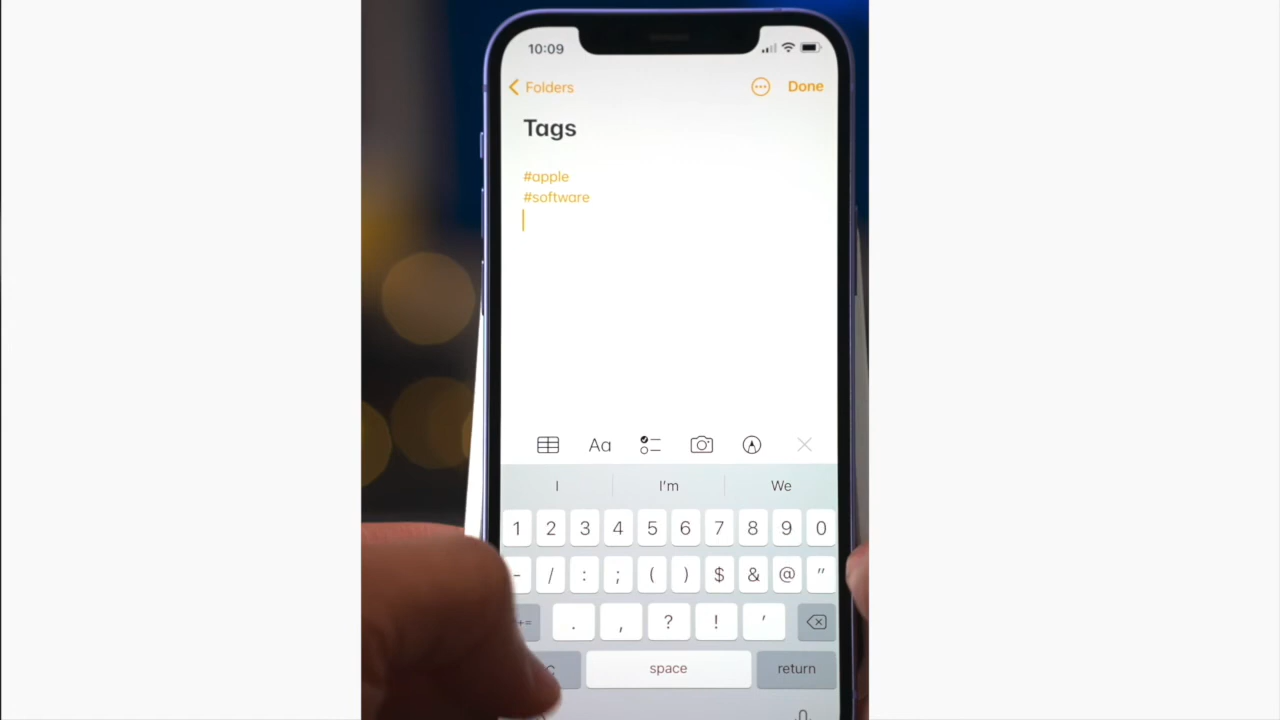 10:09
Folders
Done
Tags
#apple
#software
Aa
I
I'm
We
1 2 3 4 5 6 7 8 9 0
- / : ; ( ) $ & @ "
. , ? ! '
space
return